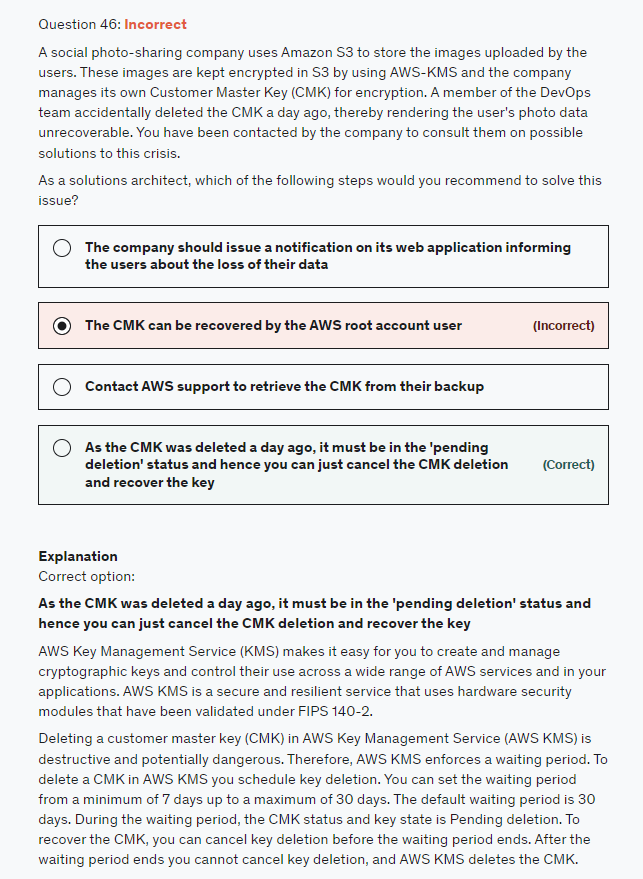 Question 46: Incorrect
A social photo-sharing company uses Amazon S3 to store the images uploaded by the
users. These images are kept encrypted in S3 by using AWS-KMS and the company
manages its own Customer Master Key (CMK) for encryption. A member of the DevOps
team accidentally deleted the CMK a day ago, thereby rendering the user's photo data
unrecoverable. You have been contacted by the company to consult them on possible
solutions to this crisis.
As a solutions architect, which of the following steps would you recommend to solve this
issue?
The company should issue a notification on its web application informing
the users about the loss of their data
The CMK can be recovered by the AWS root account user (Incorrect)
Contact AWS support to retrieve the CMK from their backup
As the CMK was deleted a day ago, it must be in the 'pending
deletion' status and hence you can just cancel the CMK deletion (Correct)
and recover the key
Explanation
Correct option:
As the CMK was deleted a day ago, it must be in the 'pending deletion' status and
hence you can just cancel the CMK deletion and recover the key
AWS Key Management Service (KMS) makes it easy for you to create and manage
cryptographic keys and control their use across a wide range of AWS services and in your
applications. AWS KMS is a secure and resilient service that uses hardware security
modules that have been validated under FIPS 140-2.
Deleting a customer master key (CMK) in AWS Key Management Service (AWS KMS) is
destructive and potentially dangerous. Therefore, AWS KMS enforces a waiting period. To
delete a CMK in AWS KMS you schedule key deletion. You can set the waiting period
from a minimum of 7 days up to a maximum of 30 days. The default waiting period is 30
days. During the waiting period, the CMK status and key state is Pending deletion. To
recover the CMK, you can cancel key deletion before the waiting period ends. After the
waiting period ends you cannot cancel key deletion, and AWS KMS deletes the CMK.